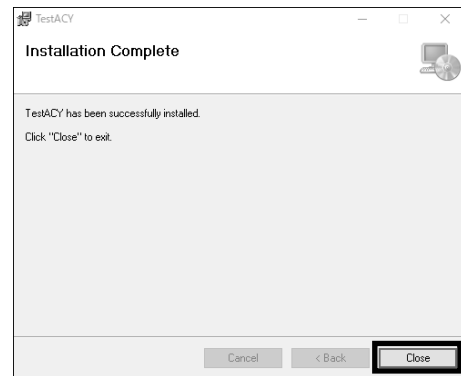 TestACY
Installation Complete
TestACY has been successfully installed.
Click "Close" to exit.
Cancel
< Back
Close